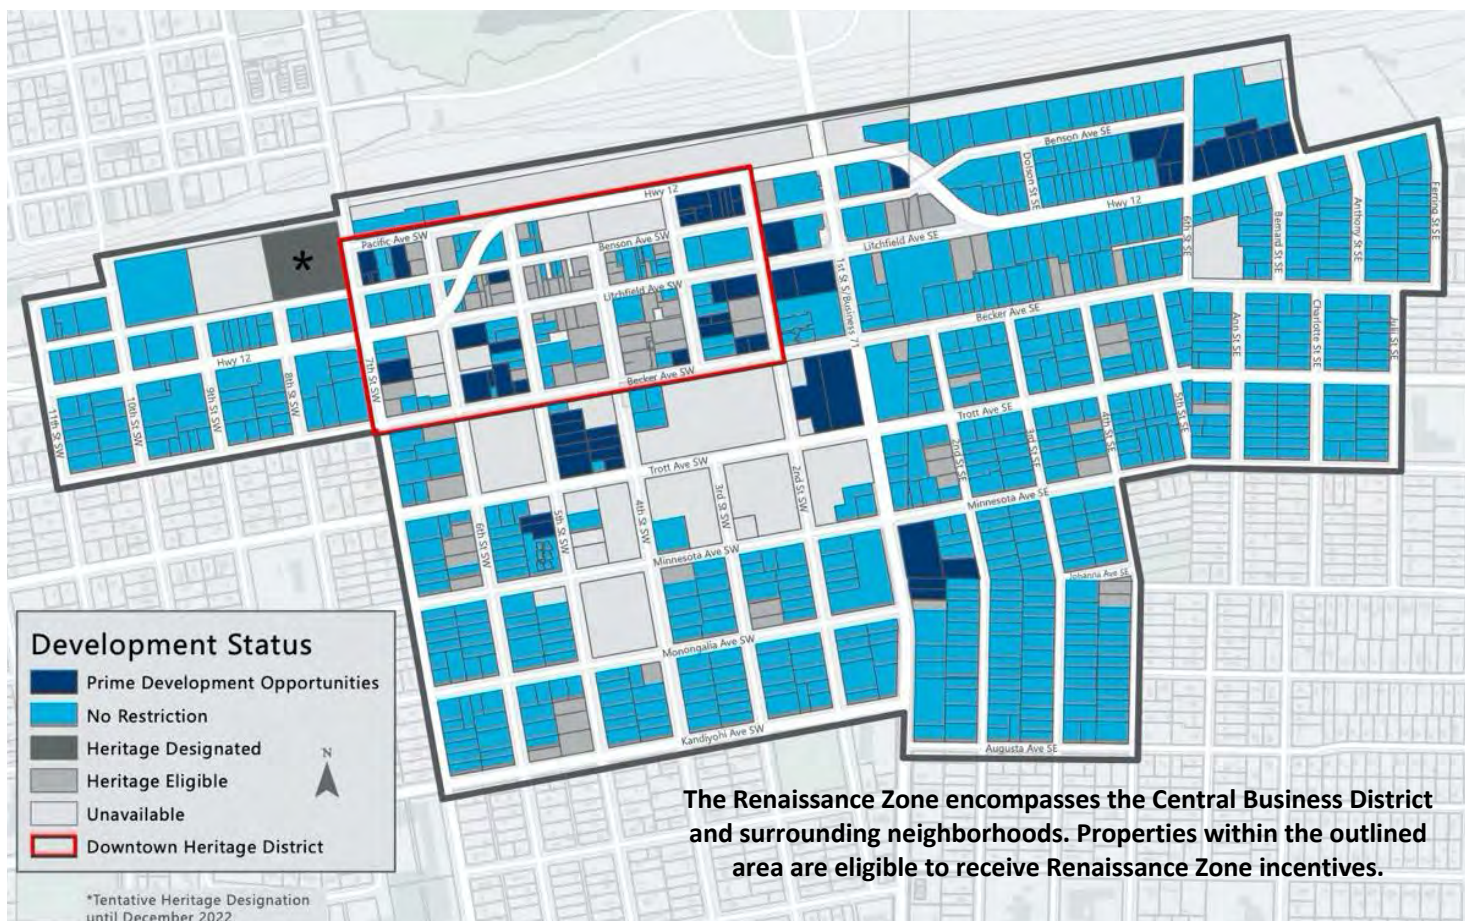 Hwy 12
Pacific Ave SW
Benson Ave SW
Litchfield Ave SW
Becker Ave SW
Benson Ave SE
Dolson St SE
Hwy 12
Litchfield Ave SE
1st St S/Business 71
Becker Ave SE
6th St SE
Bernard St SE
Anthony St SE
Ferring St SE
Ann St SE
Charlotte St SE
Juli St SE
*
Hwy 12
11th St SW
10th St SW
9th St SW
8th St SW
7th St SW
Trott Ave SE
5th St SE
4th St SE
3rd St SE
2nd St SE
Trott Ave SW
6th St SW
5th St SW
4th St SW
3rd St SW
2nd St SW
Minnesota Ave SE
Minnesota Ave SW
Johanna Ave SE
Monongalia Ave SW
Kandiyohi Ave SW
Augusta Ave SE
Development Status
Prime Development Opportunities
No Restriction
Heritage Designated
Heritage Eligible
Unavailable
Downtown Heritage District
N
*Tentative Heritage Designation
until December 2022
The Renaissance Zone encompasses the Central Business District
and surrounding neighborhoods. Properties within the outlined
area are eligible to receive Renaissance Zone incentives.